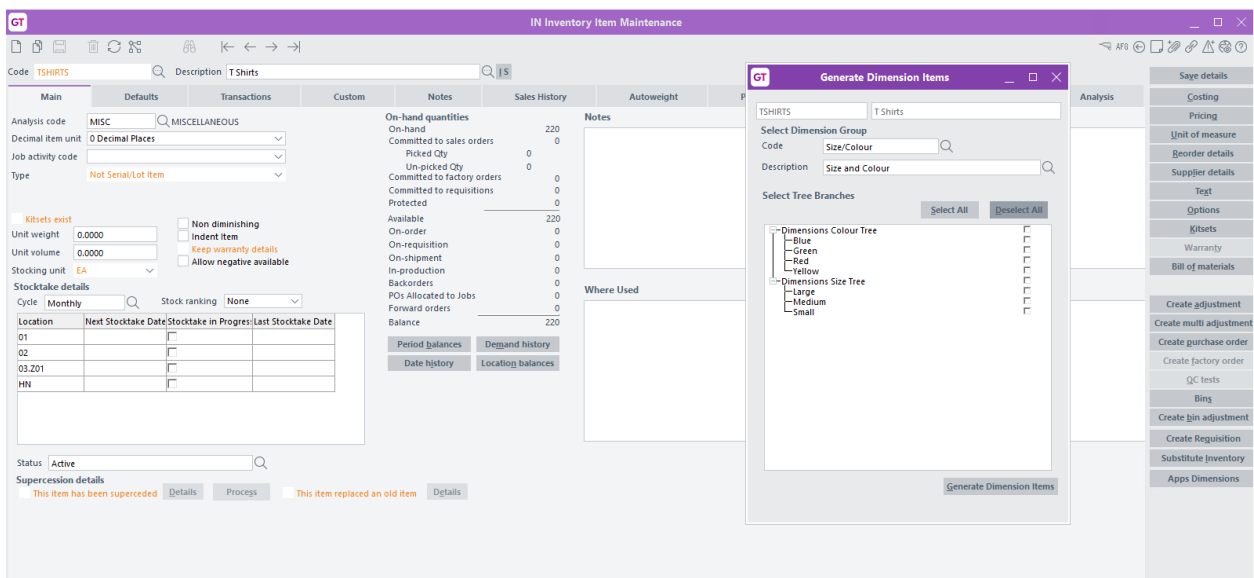 GT IN Inventory Item Maintenance
AFG
Code TSHIRTS Description T Shirts S
Main Defaults Transactions Custom Notes Sales History Autoweight P Analysis
Analysis code MISC MISCELLANEOUS
Decimal item unit 0 Decimal Places
Job activity code
Type Not Serial/Lot Item
Kitsets exist
Unit weight 0.0000
Unit volume 0.0000
Stocking unit EA
Non diminishing
Indent Item
Keep warranty details
Allow negative available
Stocktake details
Cycle Monthly Stock ranking None
Location Next Stocktake Date Stocktake in Progres: Last Stocktake Date
01
02
03.Z01
HN
Status Active
Supercession details
This item has been superceded Details Process This item replaced an old item Details
On-hand quantities
On-hand 220
Committed to sales orders 0
Picked Qty 0
Un-picked Qty 0
Committed to factory orders 0
Committed to requisitions 0
Protected 0
Available 220
On-order 0
On-requisition 0
On-shipment 0
In-production 0
Backorders 0
POs Allocated to Jobs 0
Forward orders 0
Balance 220
Period balances Demand history
Date history Location balances
Notes
Where Used
GT Generate Dimension Items
TSHIRTS T Shirts
Select Dimension Group
Code Size/Colour
Description Size and Colour
Select Tree Branches
Select All Deselect All
Dimensions Colour Tree
Blue
Green
Red
Yellow
Dimensions Size Tree
Large
Medium
Small
Generate Dimension Items
Save details
Costing
Pricing
Unit of measure
Reorder details
Supplier details
Text
Options
Kitsets
Warranty
Bill of materials
Create adjustment
Create multi adjustment
Create purchase order
Create factory order
QC tests
Bins
Create bin adjustment
Create Requisition
Substitute Inventory
Apps Dimensions